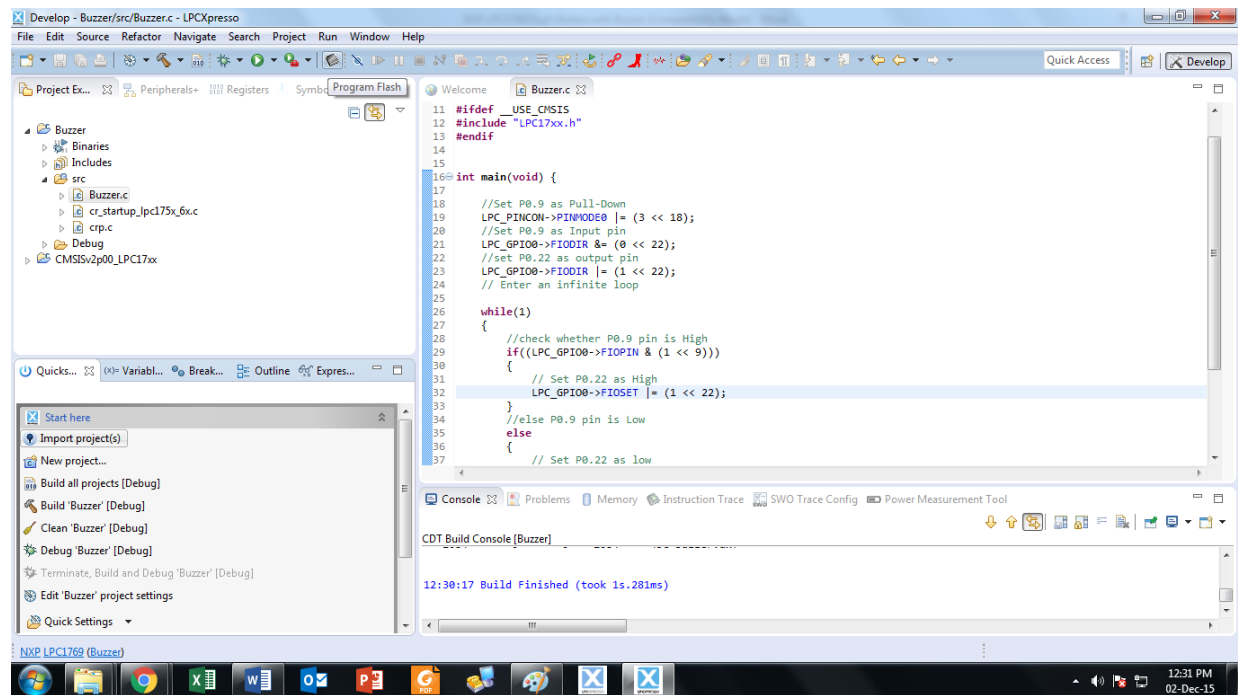 Develop - Buzzer/src/Buzzer.c - LPCXpresso
File Edit Source Refactor Navigate Search Project Run Window Help
Quick Access
Develop
Project Ex...
Peripherals+
Registers
Symbo
Program Flash
Buzzer
Binaries
Includes
src
Buzzer.c
cr_startup_lpc175x_6x.c
crp.c
Debug
CMSISv2p00_LPC17xx
Welcome
Buzzer.c
11 #ifdef __USE_CMSIS
12 #include "LPC17xx.h"
13 #endif
14
15
16 int main(void) {
17
18 //Set P0.9 as Pull-Down
19 LPC_PINCON->PINMODE0 |= (3 << 18);
20 //Set P0.9 as Input pin
21 LPC_GPIO0->FIODIR &= (0 << 22);
22 //set P0.22 as output pin
23 LPC_GPIO0->FIODIR |= (1 << 22);
24 // Enter an infinite loop
25
26 while(1)
27 {
28 //check whether P0.9 pin is High
29 if((LPC_GPIO0->FIOPIN & (1 << 9)))
30 {
31 // Set P0.22 as High
32 LPC_GPIO0->FIOSET |= (1 << 22);
33 }
34 //else P0.9 pin is Low
35 else
36 {
37 // Set P0.22 as low
Quicks...
(x)= Variabl...
Break...
Outline
Expres...
Start here
Import project(s)
New project...
Build all projects [Debug]
Build 'Buzzer' [Debug]
Clean 'Buzzer' [Debug]
Debug 'Buzzer' [Debug]
Terminate, Build and Debug 'Buzzer' [Debug]
Edit 'Buzzer' project settings
Quick Settings
Console
Problems
Memory
Instruction Trace
SWO Trace Config
Power Measurement Tool
CDT Build Console [Buzzer]
12:30:17 Build Finished (took 1s.281ms)
NXP LPC1769 (Buzzer)
12:31 PM
02-Dec-15